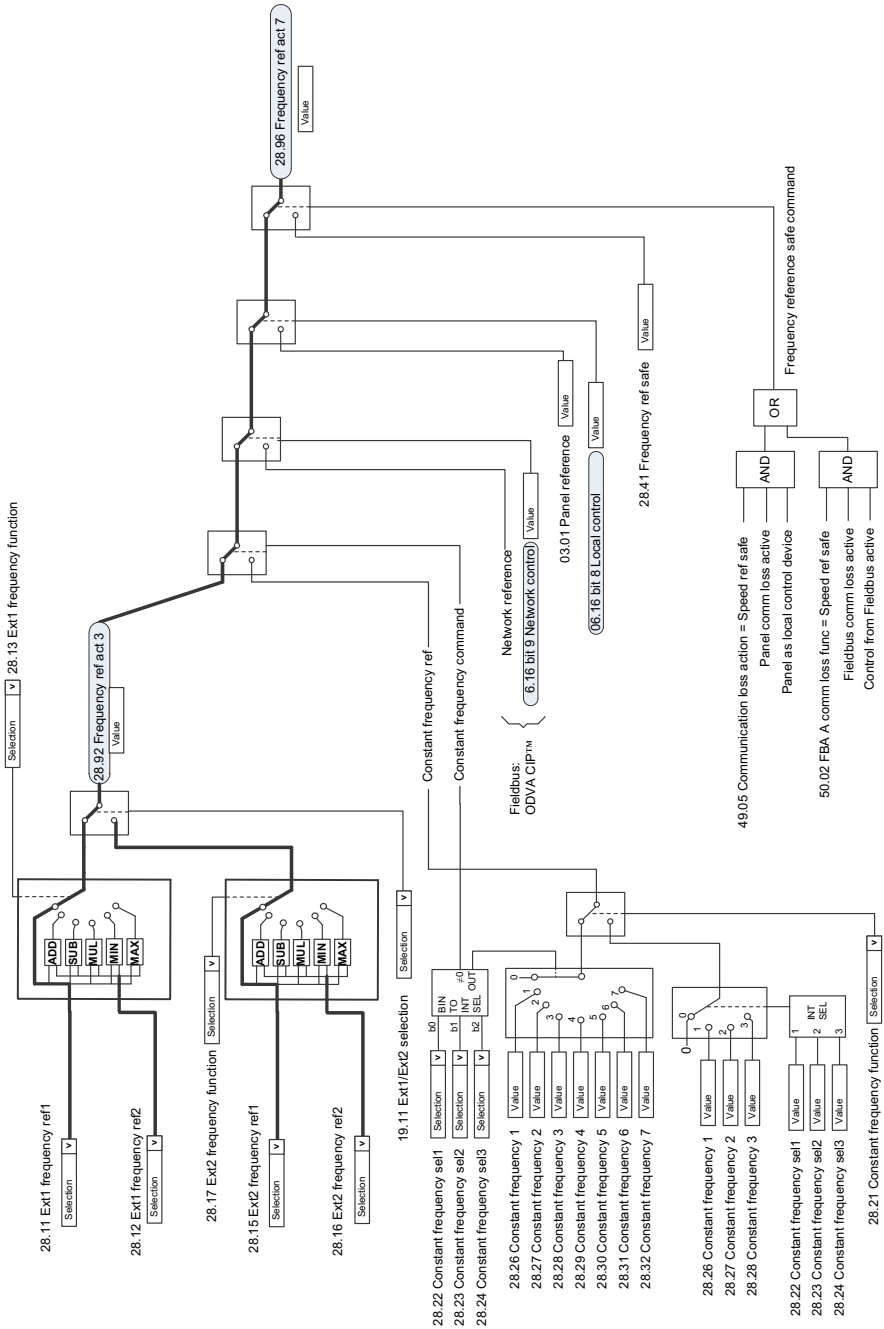 28.11 Ext1 frequency ref1
Selection v
28.12 Ext1 frequency ref2
Selection v
ADD
SUB
MUL
MIN
MAX
Selection v 28.13 Ext1 frequency function
28.17 Ext2 frequency function Selection v
28.15 Ext2 frequency ref1
Selection v
28.16 Ext2 frequency ref2
Selection v
ADD
SUB
MUL
MIN
MAX
19.11 Ext1/Ext2 selection Selection v
28.92 Frequency ref act 3
Value
28.96 Frequency ref act 7
Value
28.22 Constant frequency sel1 Selection v b0
28.23 Constant frequency sel2 Selection v b1
28.24 Constant frequency sel3 Selection v b2
BIN
TO
INT
SEL
≠0
OUT
28.26 Constant frequency 1 Value
28.27 Constant frequency 2 Value
28.28 Constant frequency 3 Value
28.29 Constant frequency 4 Value
28.30 Constant frequency 5 Value
28.31 Constant frequency 6 Value
28.32 Constant frequency 7 Value
0
1
2
3
4
5
6
7
28.26 Constant frequency 1 Value
28.27 Constant frequency 2 Value
28.28 Constant frequency 3 Value
0
0
1
2
3
28.22 Constant frequency sel1 Value 1
28.23 Constant frequency sel2 Value 2
28.24 Constant frequency sel3 Value 3
INT
SEL
28.21 Constant frequency function Selection v
Constant frequency ref
Constant frequency command
Fieldbus:
ODVA CIP™
Network reference
6.16 bit 9 Network control Value
03.01 Panel reference Value
06.16 bit 8 Local control Value
28.41 Frequency ref safe Value
49.05 Communication loss action = Speed ref safe
Panel comm loss active
Panel as local control device
AND
50.02 FBA A comm loss func = Speed ref safe
Fieldbus comm loss active
Control from Fieldbus active
AND
OR
Frequency reference safe command